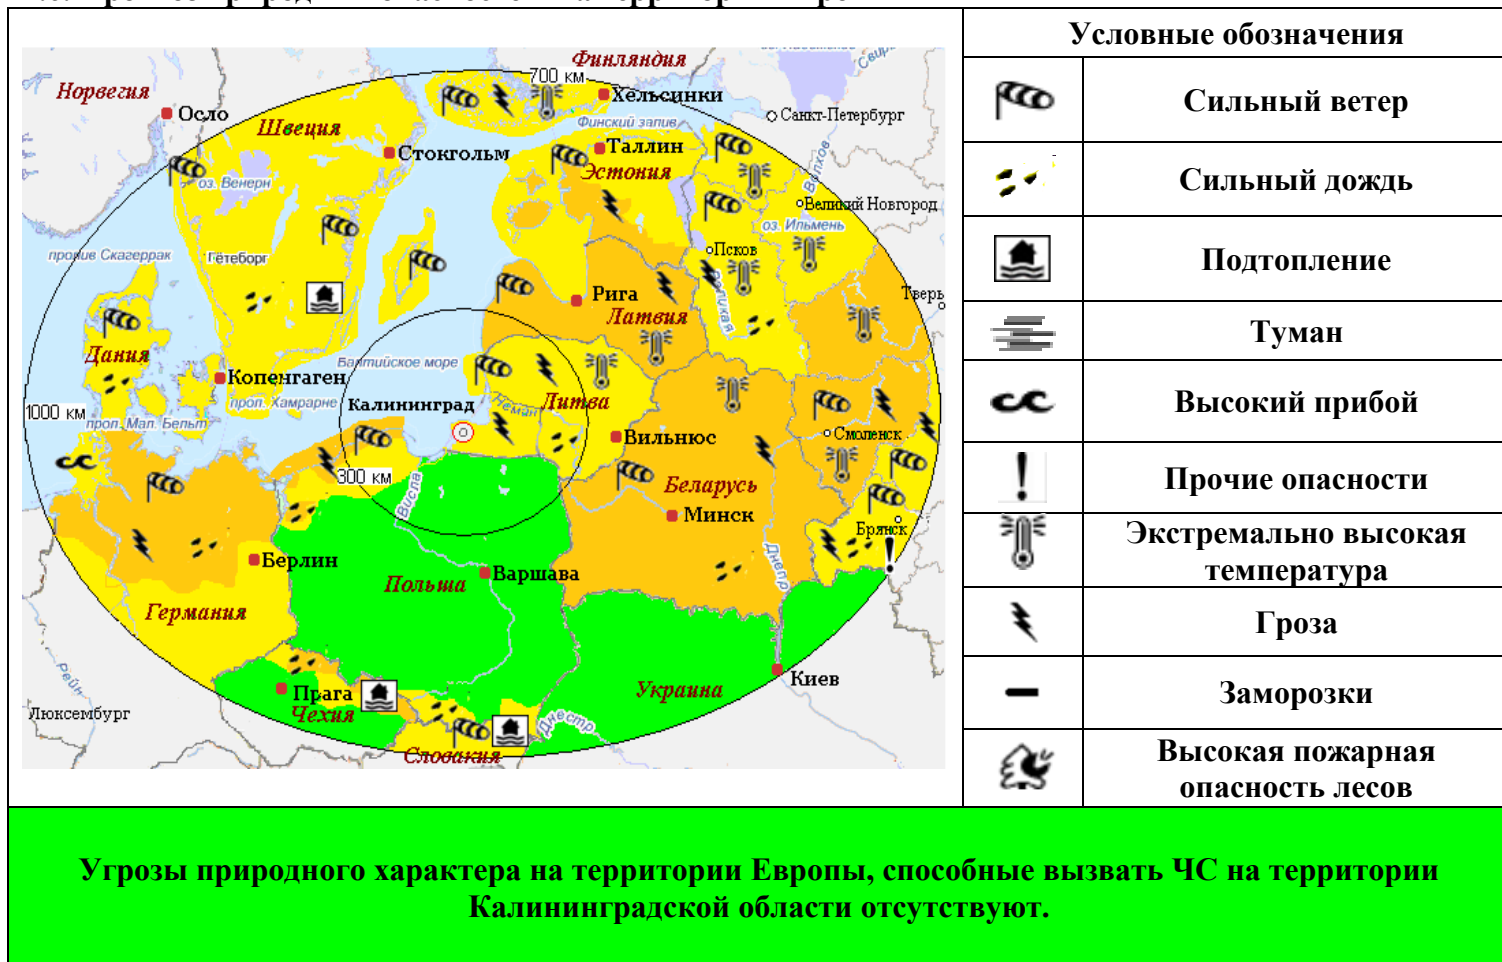 Условные обозначения
Сильный ветер
Сильный дождь
Подтопление
Туман
Высокий прибой
Прочие опасности
Экстремально высокая
температура
Гроза
Заморозки
Высокая пожарная
опасность лесов
Финляндия
700 км
Норвегия
Хельсинки
Осло
Санкт-Петербург
Швеция
Финский залив
Стокгольм
Таллин
Эстония
Волхов
оз. Венерн
Великий Новгород
оз. Ильмень
Псков
пролив Скагеррак
Гётеборг
Великая
Рига
Тверь
Латвия
Дания
Балтийское море
Копенгаген
Калининград
Неман
Литва
прол. Хамрарне
1000 км
прол. Мал. Бельт
Вильнюс
Смоленск
300 км
Висла
Беларусь
Минск
Брянск
Берлин
Польша
Варшава
Днепр
Германия
Рейн
Прага
Чехия
Украина
Киев
Люксембург
Днестр
Словакия
Угрозы природного характера на территории Европы, способные вызвать ЧС на территории
Калининградской области отсутствуют.